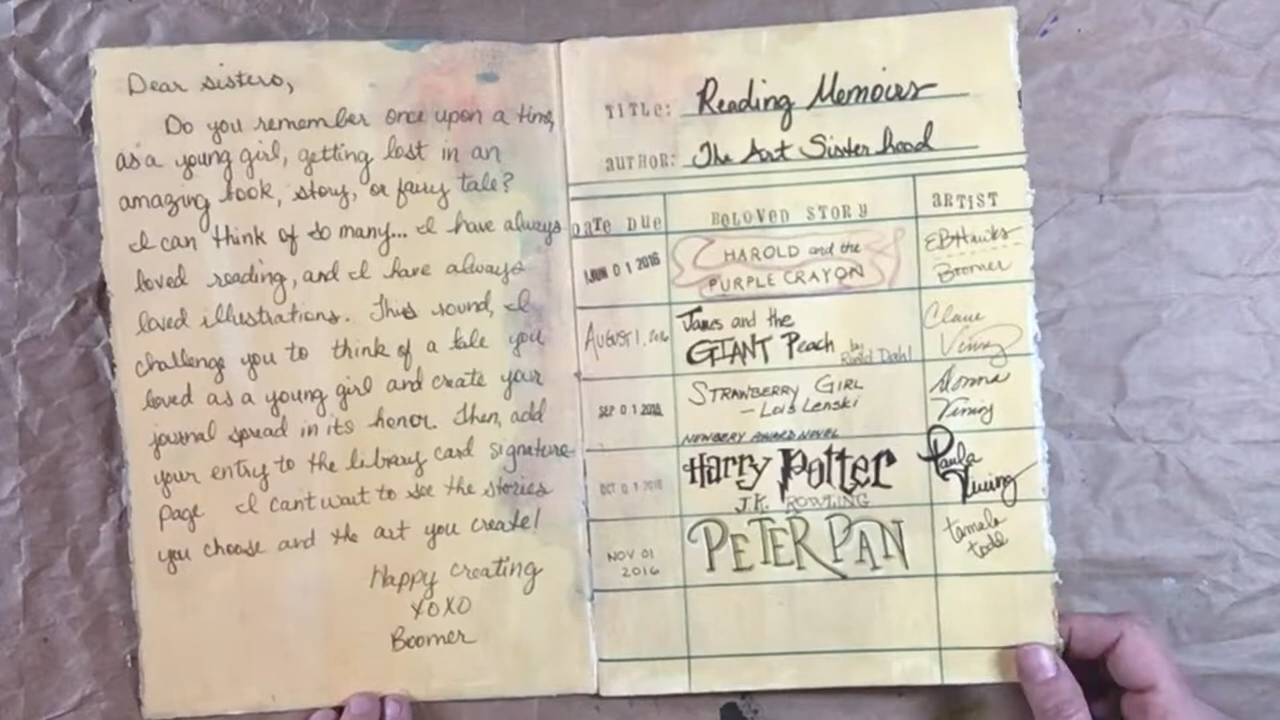 Dear Sisters,
Do you remember once upon a time,
as a young girl, getting lost in an
amazing book, story, or fairy tale?
I can think of so many... I have always
loved reading, and I have always
loved illustrations. This round, I
challenge you to think of a tale you
loved as a young girl and create your
journal spread in its honor. Then, add
your entry to the library card signature
page I can't want to see the stories
you choose and the art you create!
Happy Creating
XOXO
Boomer
TITLE: Reading Memoirs
AUTHOR: The Art Sisterhood
DATE DUE BELOVED STORY ARTIST
JUN 01 2016 HAROLD and the PURPLE CRAYON EBHawks Boomer
AUGUST 1, 2016 James and the GIANT Peach by Roald Dahl Claire Vining
SEP 01 2016 STRAWBERRY GIRL – Lois Lenski NEWBERY AWARD NOVEL Donna Vining
OCT 01 2016 Harry Potter J.K. ROWLING Paula Vining
NOV 01 2016 PETER PAN tamela todd